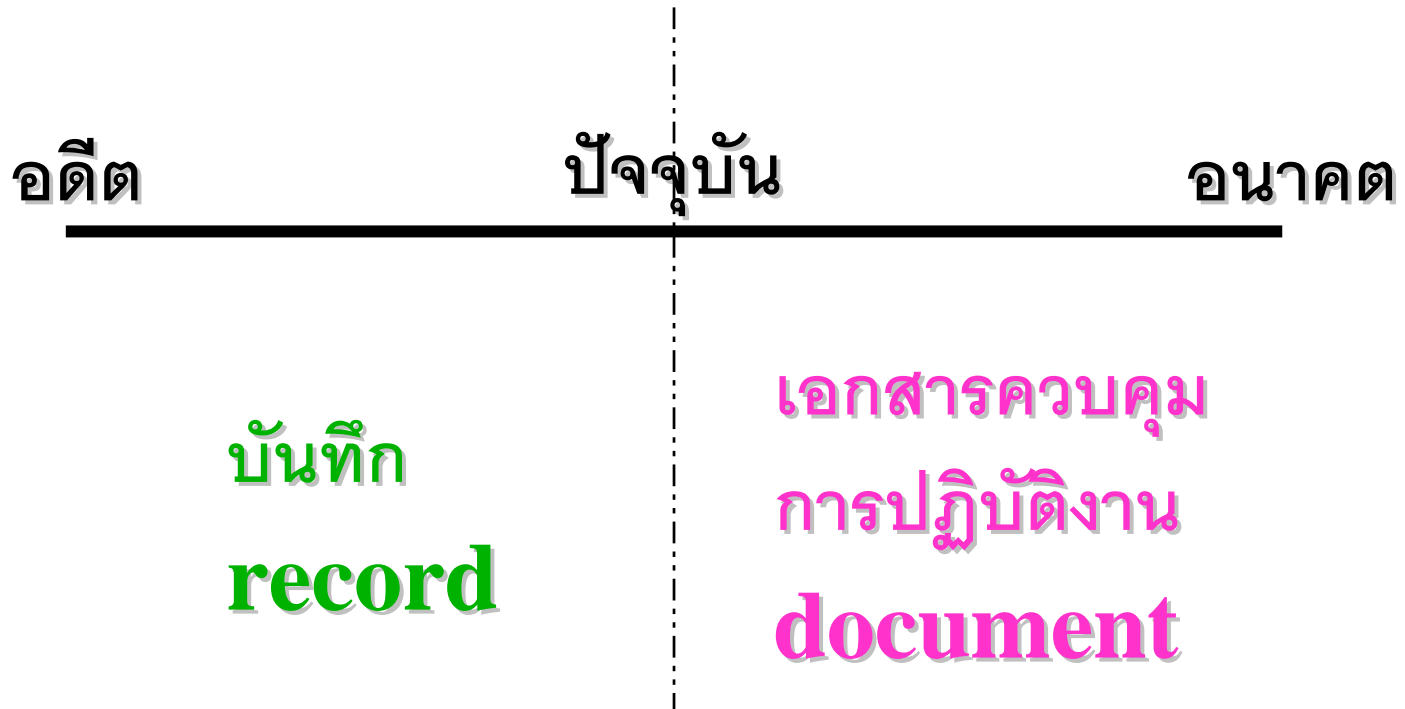 อดีต ปัจจุบัน อนาคต
บันทึก
record
เอกสารควบคุม
การปฏิบัติงาน
document